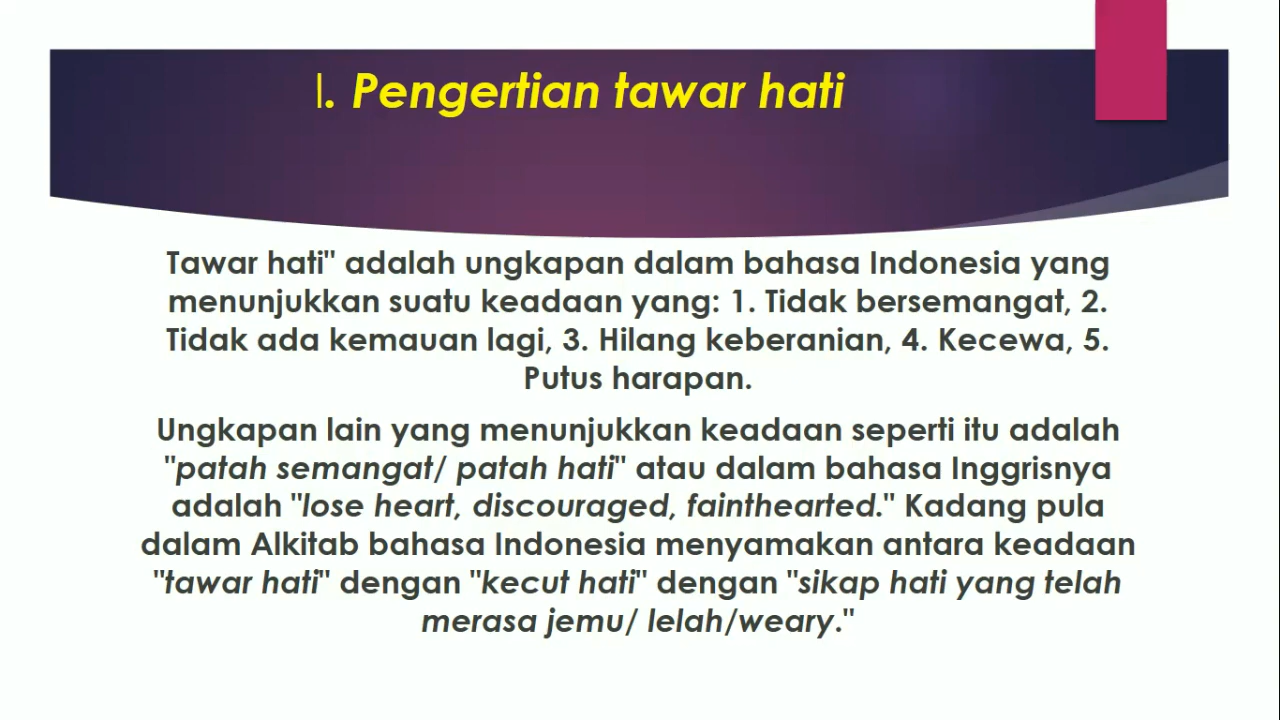 I. Pengertian tawar hati
Tawar hati" adalah ungkapan dalam bahasa Indonesia yang
menunjukkan suatu keadaan yang: 1. Tidak bersemangat, 2.
Tidak ada kemauan lagi, 3. Hilang keberanian, 4. Kecewa, 5.
Putus harapan.
Ungkapan lain yang menunjukkan keadaan seperti itu adalah
"patah semangat/ patah hati" atau dalam bahasa Inggrisnya
adalah "lose heart, discouraged, fainthearted." Kadang pula
dalam Alkitab bahasa Indonesia menyamakan antara keadaan
"tawar hati" dengan "kecut hati" dengan "sikap hati yang telah
merasa jemu/ lelah/weary."